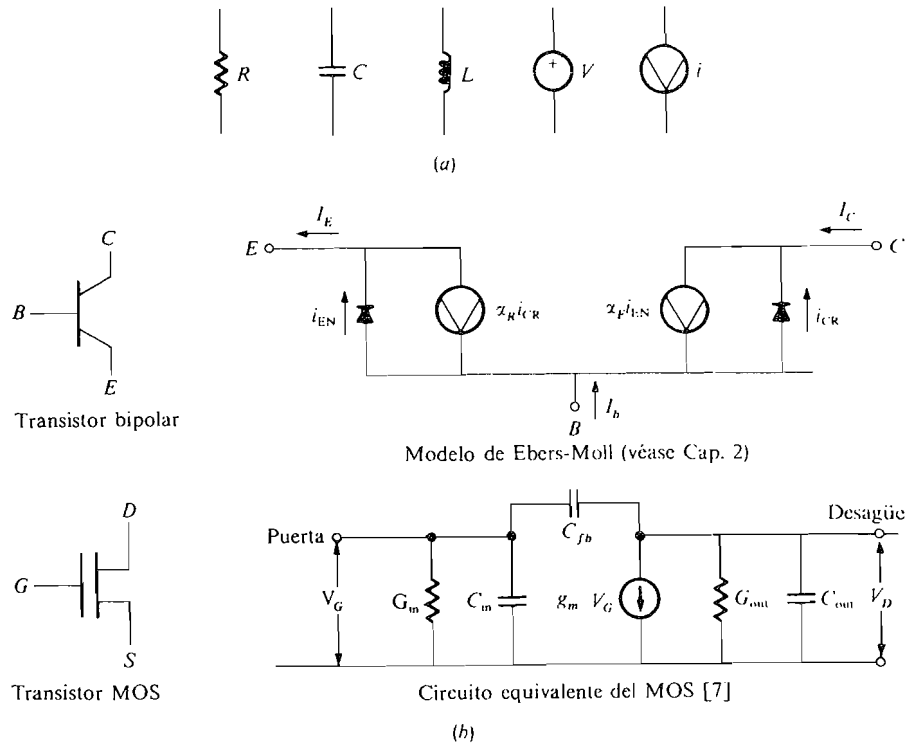 R C L + V i
(a)
I_E I_C
C E C
B i_EN α_R i_CR α_F i_EN i_CR
E
I_b
B
Transistor bipolar
Modelo de Ebers-Moll (véase Cap. 2)
D Puerta C_fb Desagüe
G V_G G_in C_in g_m V_G G_out C_out V_D
S
Transistor MOS Circuito equivalente del MOS [7]
(b)